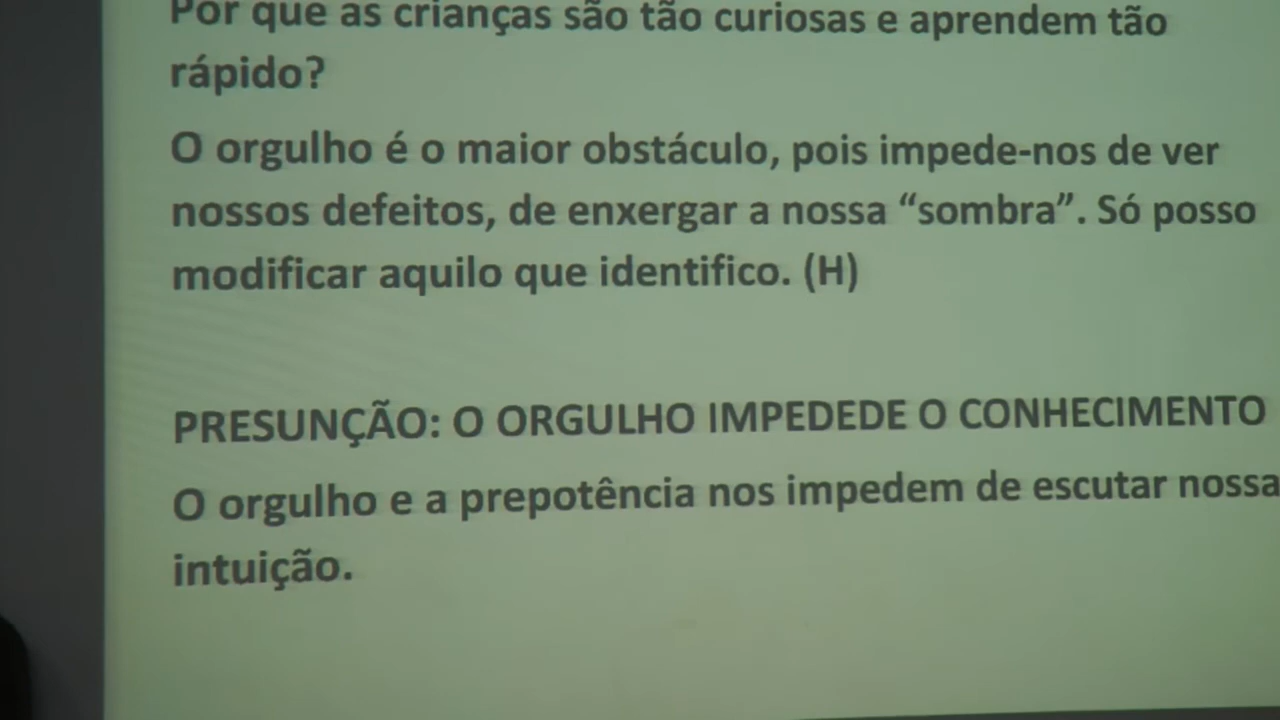 Por que as crianças são tão curiosas e aprendem tão
rápido?
O orgulho é o maior obstáculo, pois impede-nos de ver
nossos defeitos, de enxergar a nossa “sombra”. Só posso
modificar aquilo que identifico. (H)
PRESUNÇÃO: O ORGULHO IMPEDEDE O CONHECIMENTO
O orgulho e a prepotência nos impedem de escutar nossa
intuição.